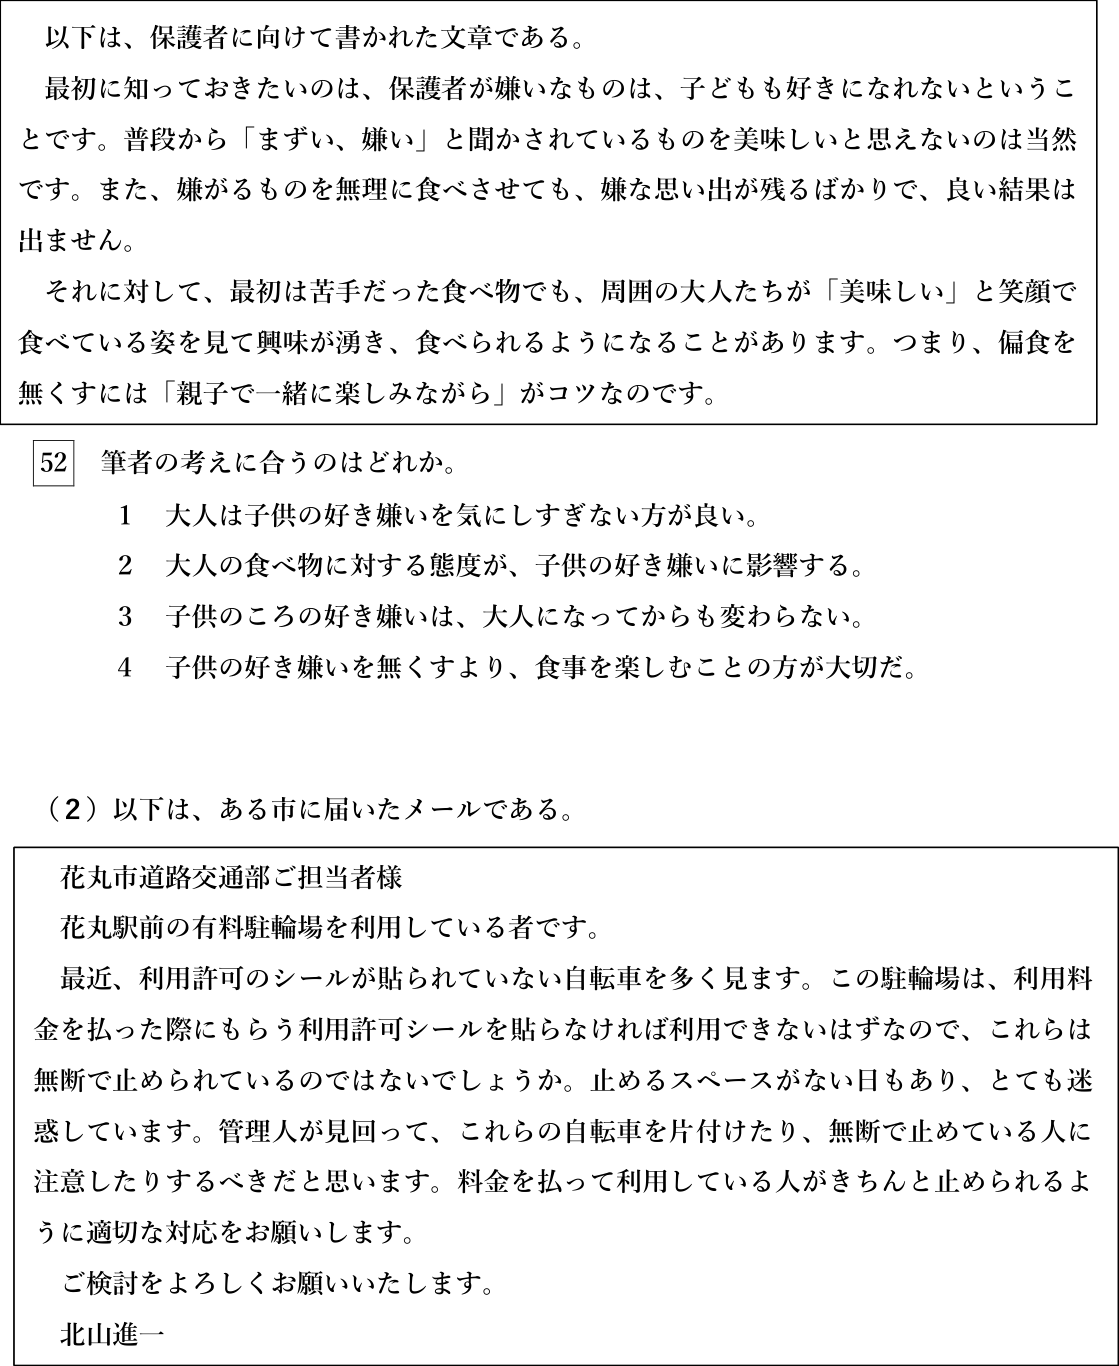 以下は、保護者に向けて書かれた文章である。
最初に知っておきたいのは、保護者が嫌いなものは、子どもも好きになれないというこ
とです。普段から「まずい、嫌い」と聞かされているものを美味しいと思えないのは当然
です。また、嫌がるものを無理に食べさせても、嫌な思い出が残るばかりで、良い結果は
出ません。
それに対して、最初は苦手だった食べ物でも、周囲の大人たちが「美味しい」と笑顔で
食べている姿を見て興味が湧き、食べられるようになることがあります。つまり、偏食を
無くすには「親子で一緒に楽しみながら」がコツなのです。
52 筆者の考えに合うのはどれか。
1 大人は子供の好き嫌いを気にしすぎない方が良い。
2 大人の食べ物に対する態度が、子供の好き嫌いに影響する。
3 子供のころの好き嫌いは、大人になってからも変わらない。
4 子供の好き嫌いを無くすより、食事を楽しむことの方が大切だ。
（2）以下は、ある市に届いたメールである。
花丸市道路交通部ご担当者様
花丸駅前の有料駐輪場を利用している者です。
最近、利用許可のシールが貼られていない自転車を多く見ます。この駐輪場は、利用料
金を払った際にもらう利用許可シールを貼らなければ利用できないはずなので、これらは
無断で止められているのではないでしょうか。止めるスペースがない日もあり、とても迷
惑しています。管理人が見回って、これらの自転車を片付けたり、無断で止めている人に
注意したりするべきだと思います。料金を払って利用している人がきちんと止められるよ
うに適切な対応をお願いします。
ご検討をよろしくお願いいたします。
北山進一